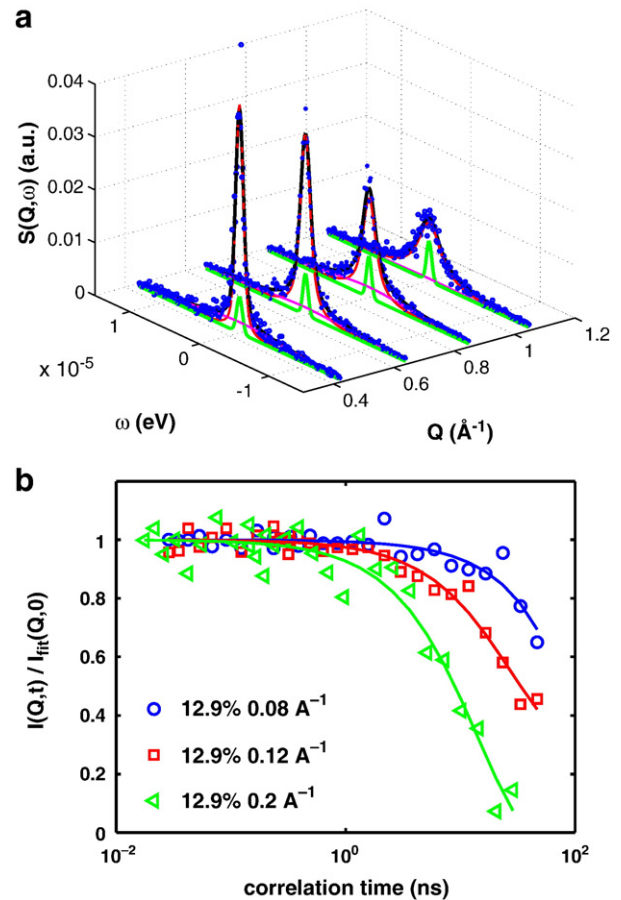 a
0.04
0.03
0.02
0.01
0
S(Q,ω) (a.u.)
1
0
-1
x 10⁻⁵
ω (eV)
0.4
0.6
0.8
1
1.2
Q (Å⁻¹)
b
1
0.8
0.6
0.4
0.2
0
I(Q,t) / I_fit(Q,0)
12.9% 0.08 A⁻¹
12.9% 0.12 A⁻¹
12.9% 0.2 A⁻¹
10⁻² 10⁰ 10²
correlation time (ns)